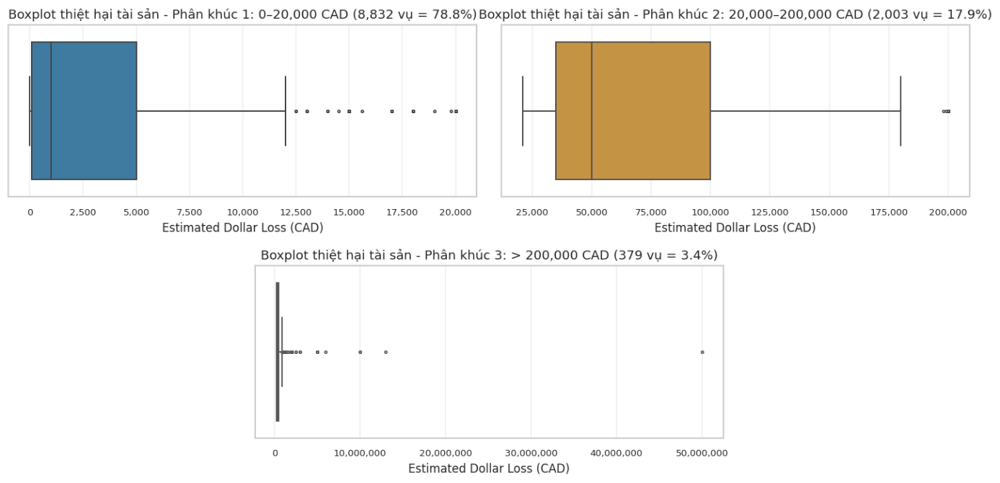 Boxplot thiệt hại tài sản - Phân khúc 1: 0–20,000 CAD (8,832 vụ = 78.8%)
Boxplot thiệt hại tài sản - Phân khúc 2: 20,000–200,000 CAD (2,003 vụ = 17.9%)
0 2,500 5,000 7,500 10,000 12,500 15,000 17,500 20,000
Estimated Dollar Loss (CAD)
25,000 50,000 75,000 100,000 125,000 150,000 175,000 200,000
Estimated Dollar Loss (CAD)
Boxplot thiệt hại tài sản - Phân khúc 3: > 200,000 CAD (379 vụ = 3.4%)
0 10,000,000 20,000,000 30,000,000 40,000,000 50,000,000
Estimated Dollar Loss (CAD)